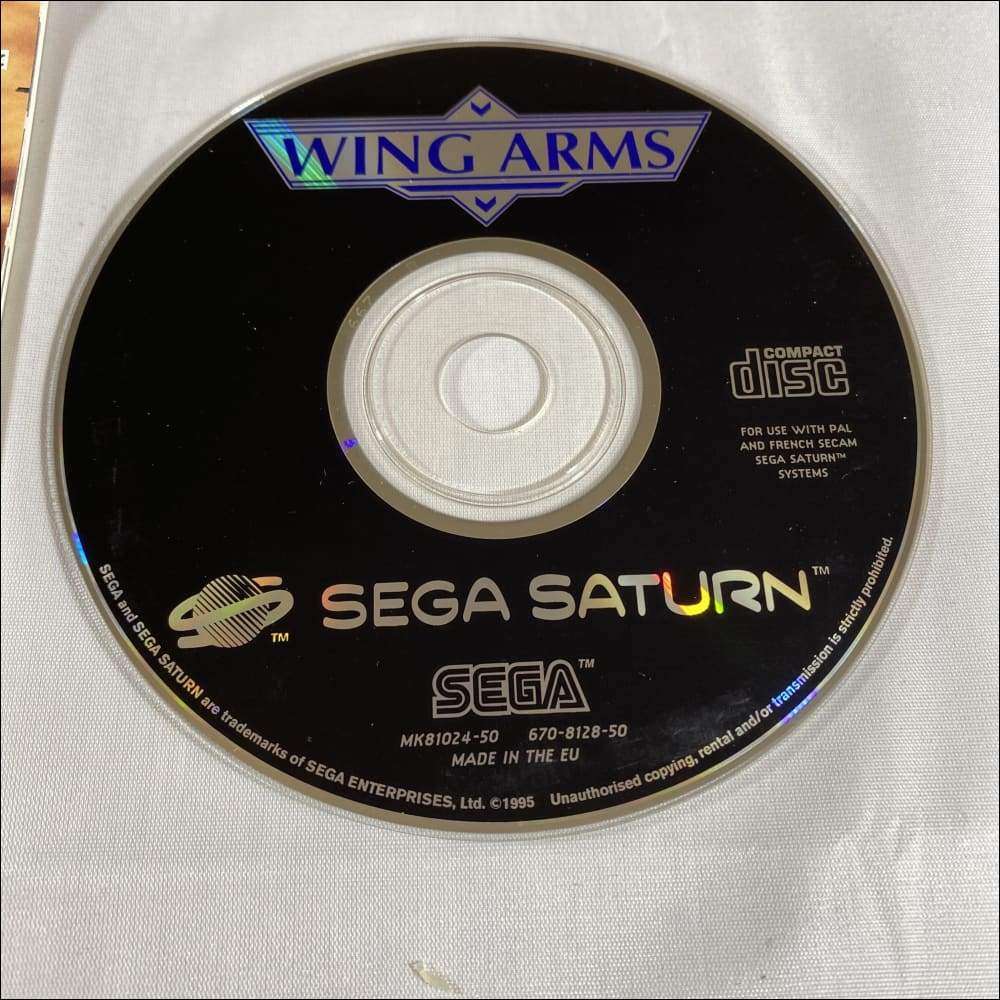 WING ARMS
COMPACT
disc
FOR USE WITH PAL
AND FRENCH SECAM
SEGA SATURN™
SYSTEMS
SEGA SATURN™
TM
SEGA™
MK81024-50 670-8128-50
MADE IN THE EU
SEGA and SEGA SATURN are trademarks of SEGA ENTERPRISES, Ltd. ©1995 Unauthorised copying, rental and/or transmission is strictly prohibited.